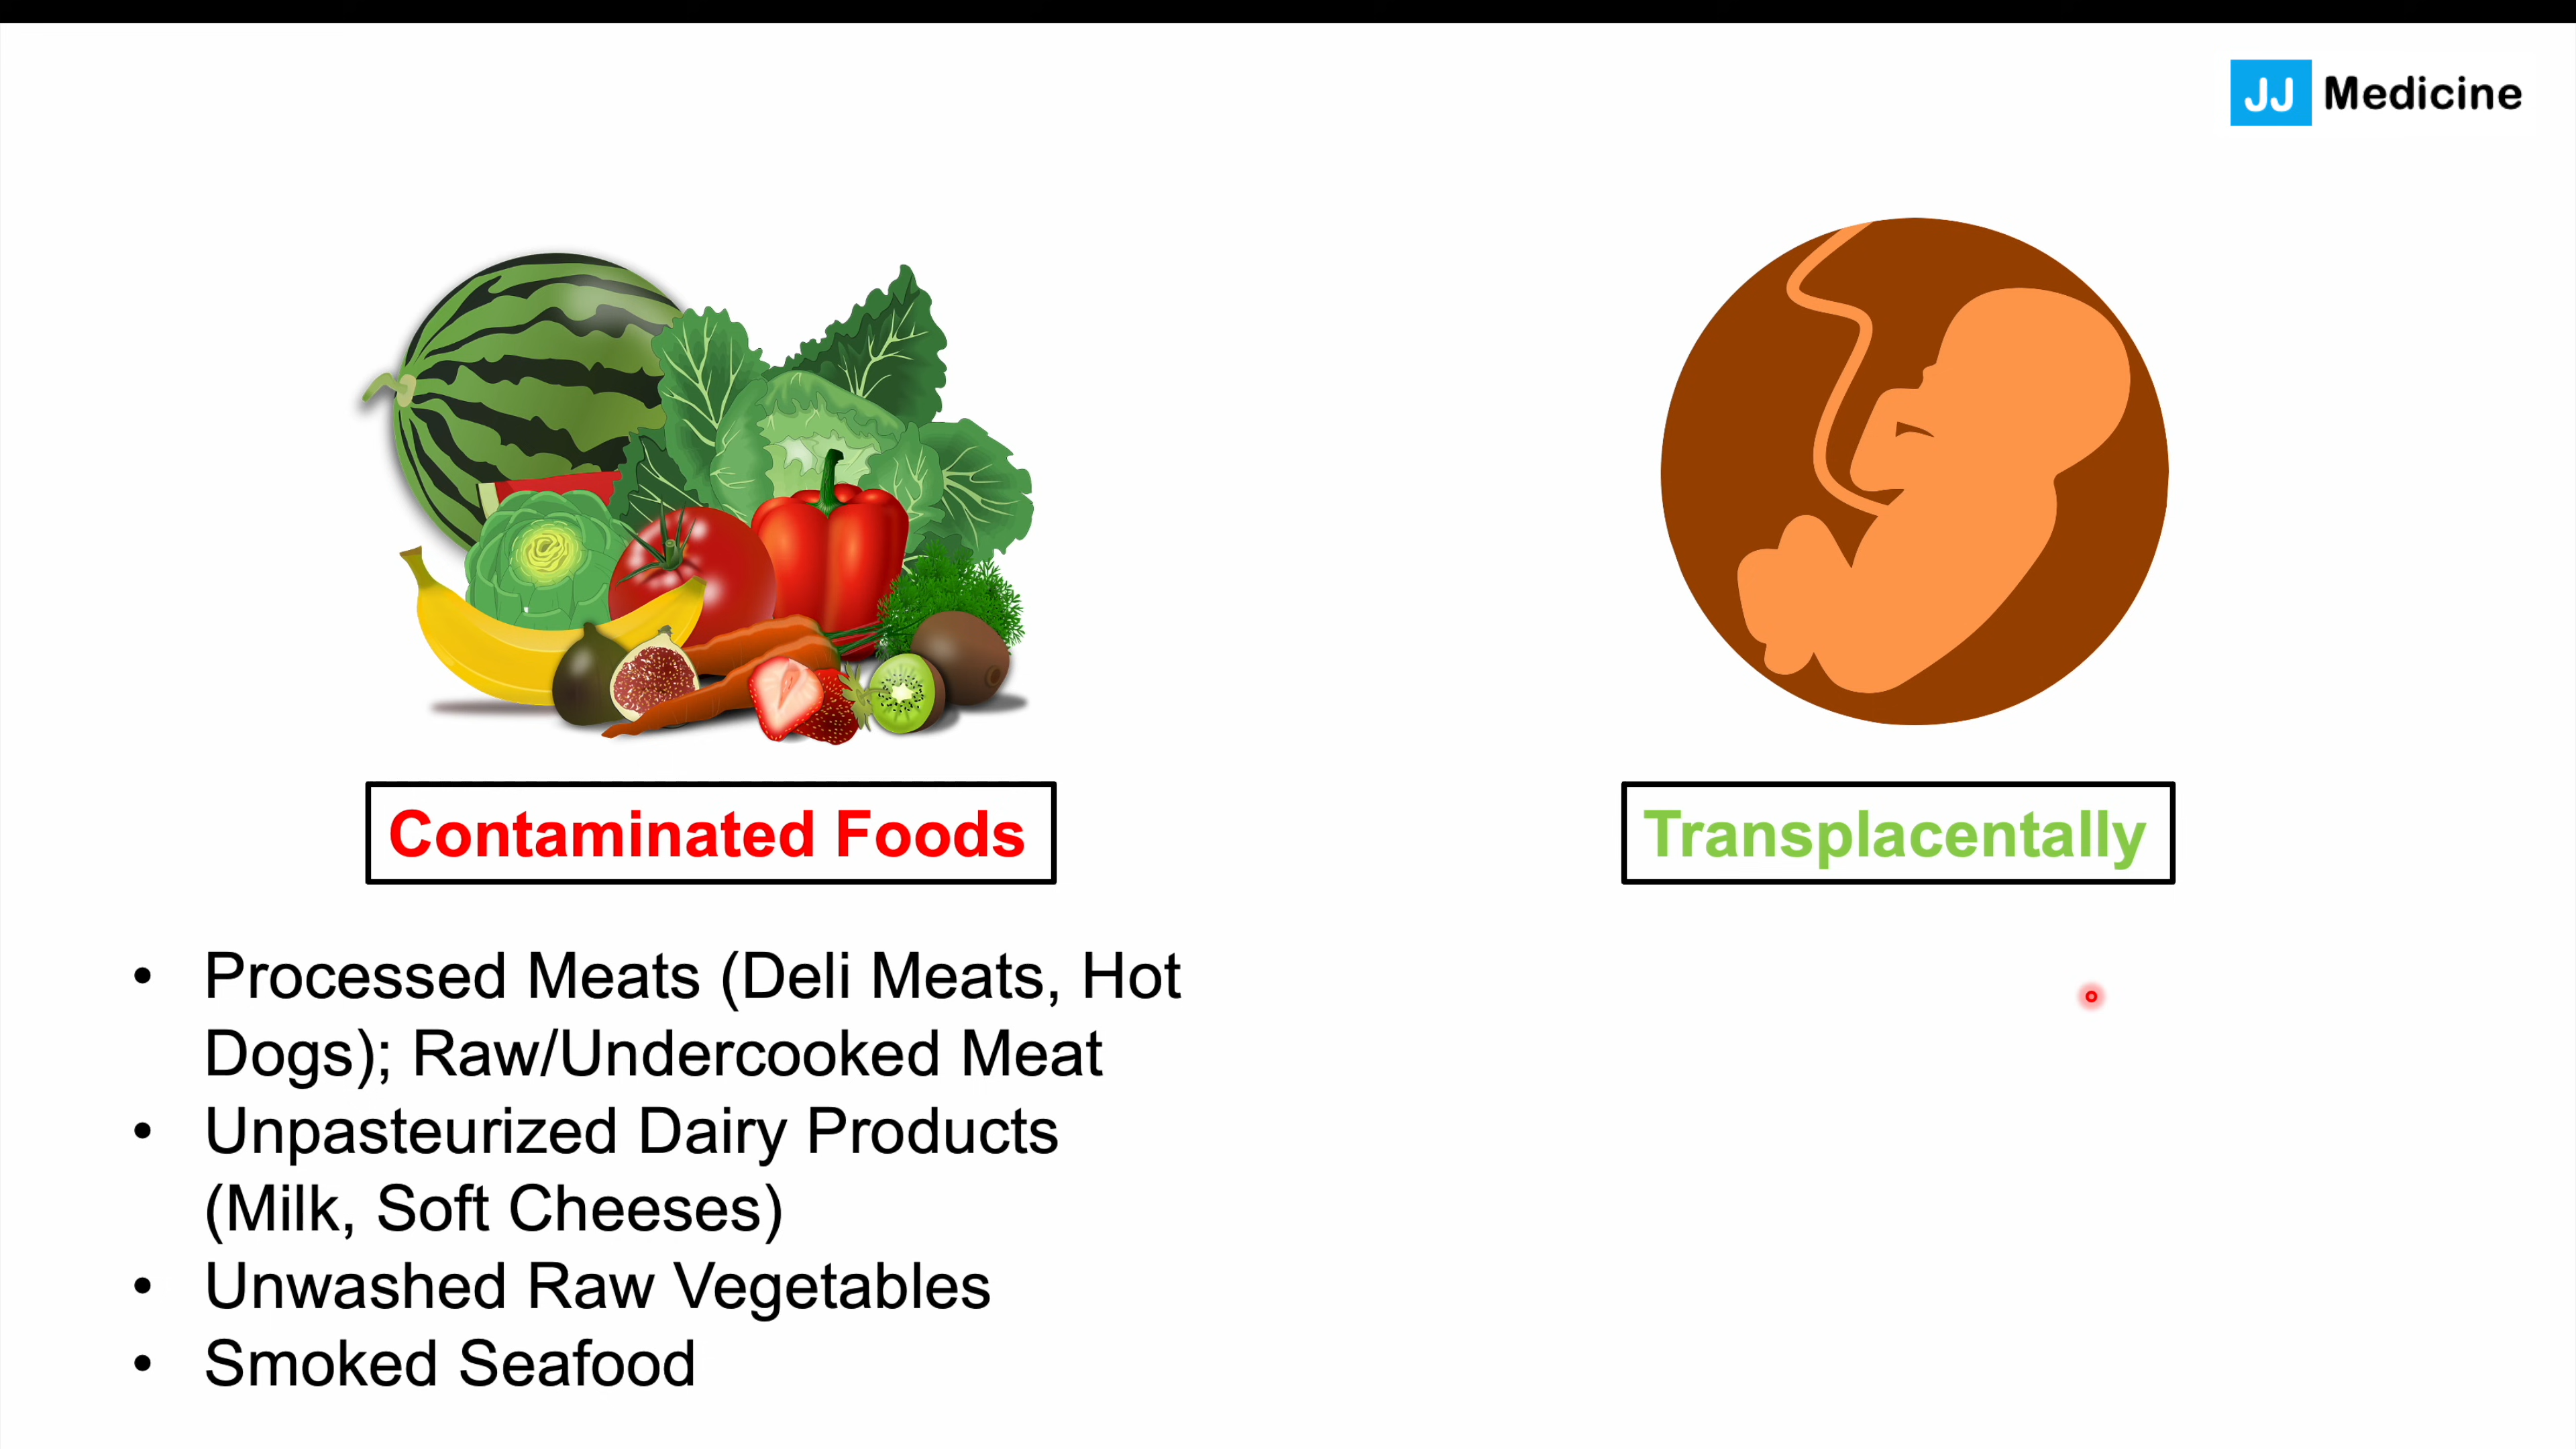 JJ Medicine
Contaminated Foods
Transplacentally
• Processed Meats (Deli Meats, Hot
Dogs); Raw/Undercooked Meat
• Unpasteurized Dairy Products
(Milk, Soft Cheeses)
• Unwashed Raw Vegetables
• Smoked Seafood